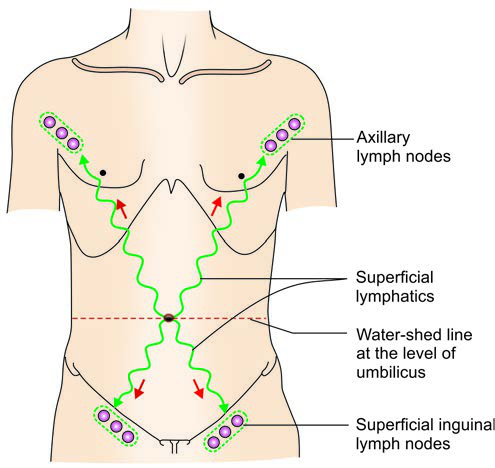 Axillary
lymph nodes
Superficial
lymphatics
Water-shed line
at the level of
umbilicus
Superficial inguinal
lymph nodes